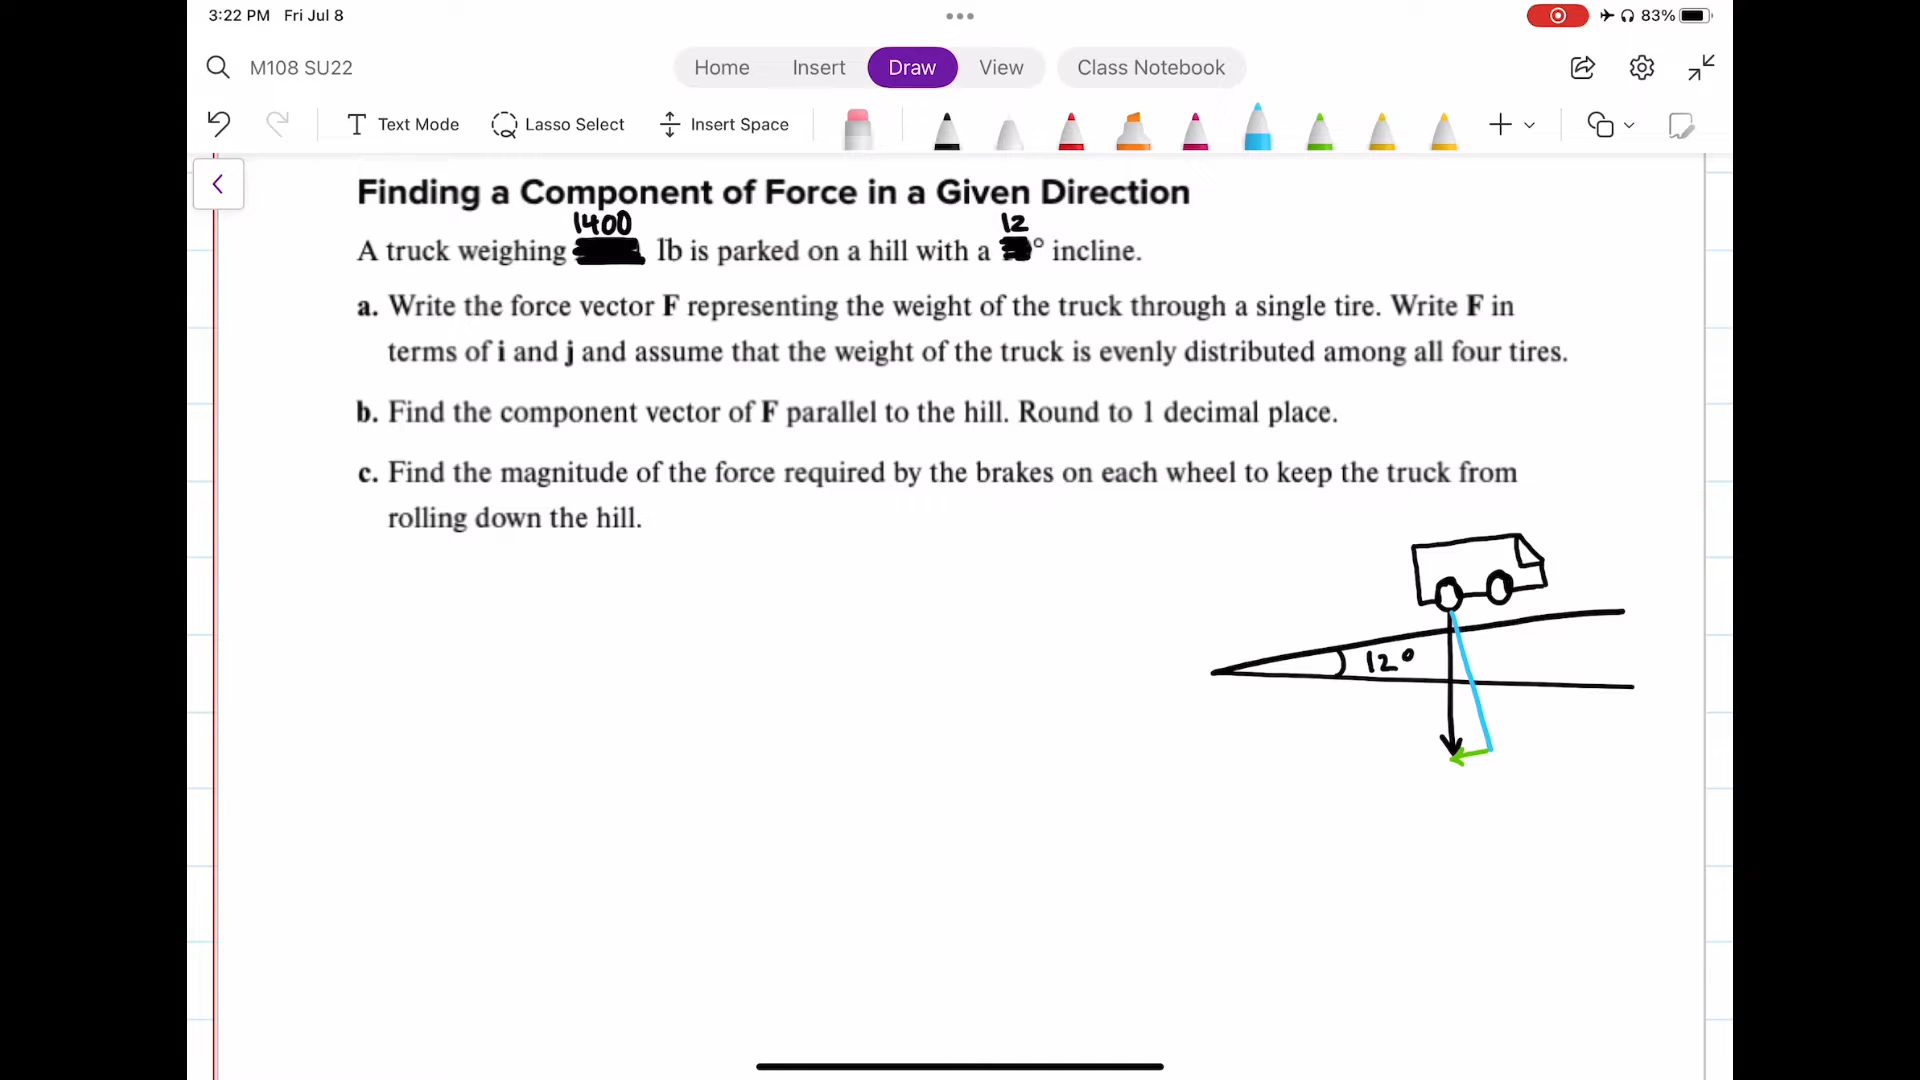 3:22 PM Fri Jul 8
83%
M108 SU22
Home Insert Draw View Class Notebook
Text Mode Lasso Select Insert Space
Finding a Component of Force in a Given Direction
1400 12
A truck weighing lb is parked on a hill with a ° incline.
a. Write the force vector F representing the weight of the truck through a single tire. Write F in
terms of i and j and assume that the weight of the truck is evenly distributed among all four tires.
b. Find the component vector of F parallel to the hill. Round to 1 decimal place.
c. Find the magnitude of the force required by the brakes on each wheel to keep the truck from
rolling down the hill.
12°